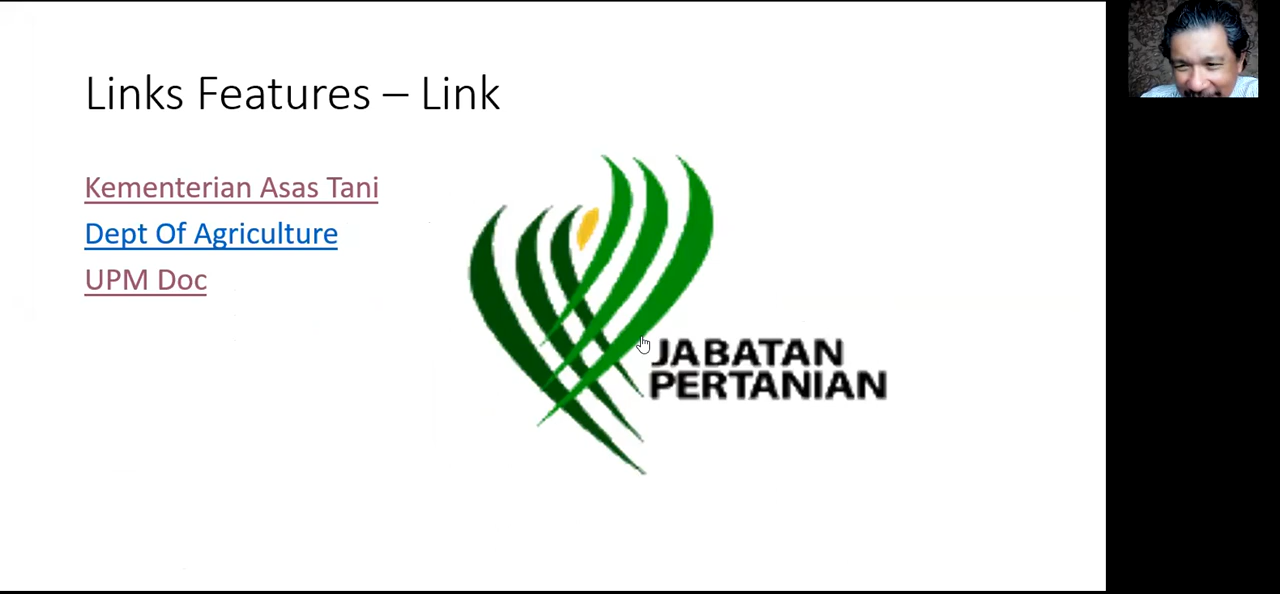 Links Features – Link
Kementerian Asas Tani
Dept Of Agriculture
UPM Doc
JABATAN
PERTANIAN